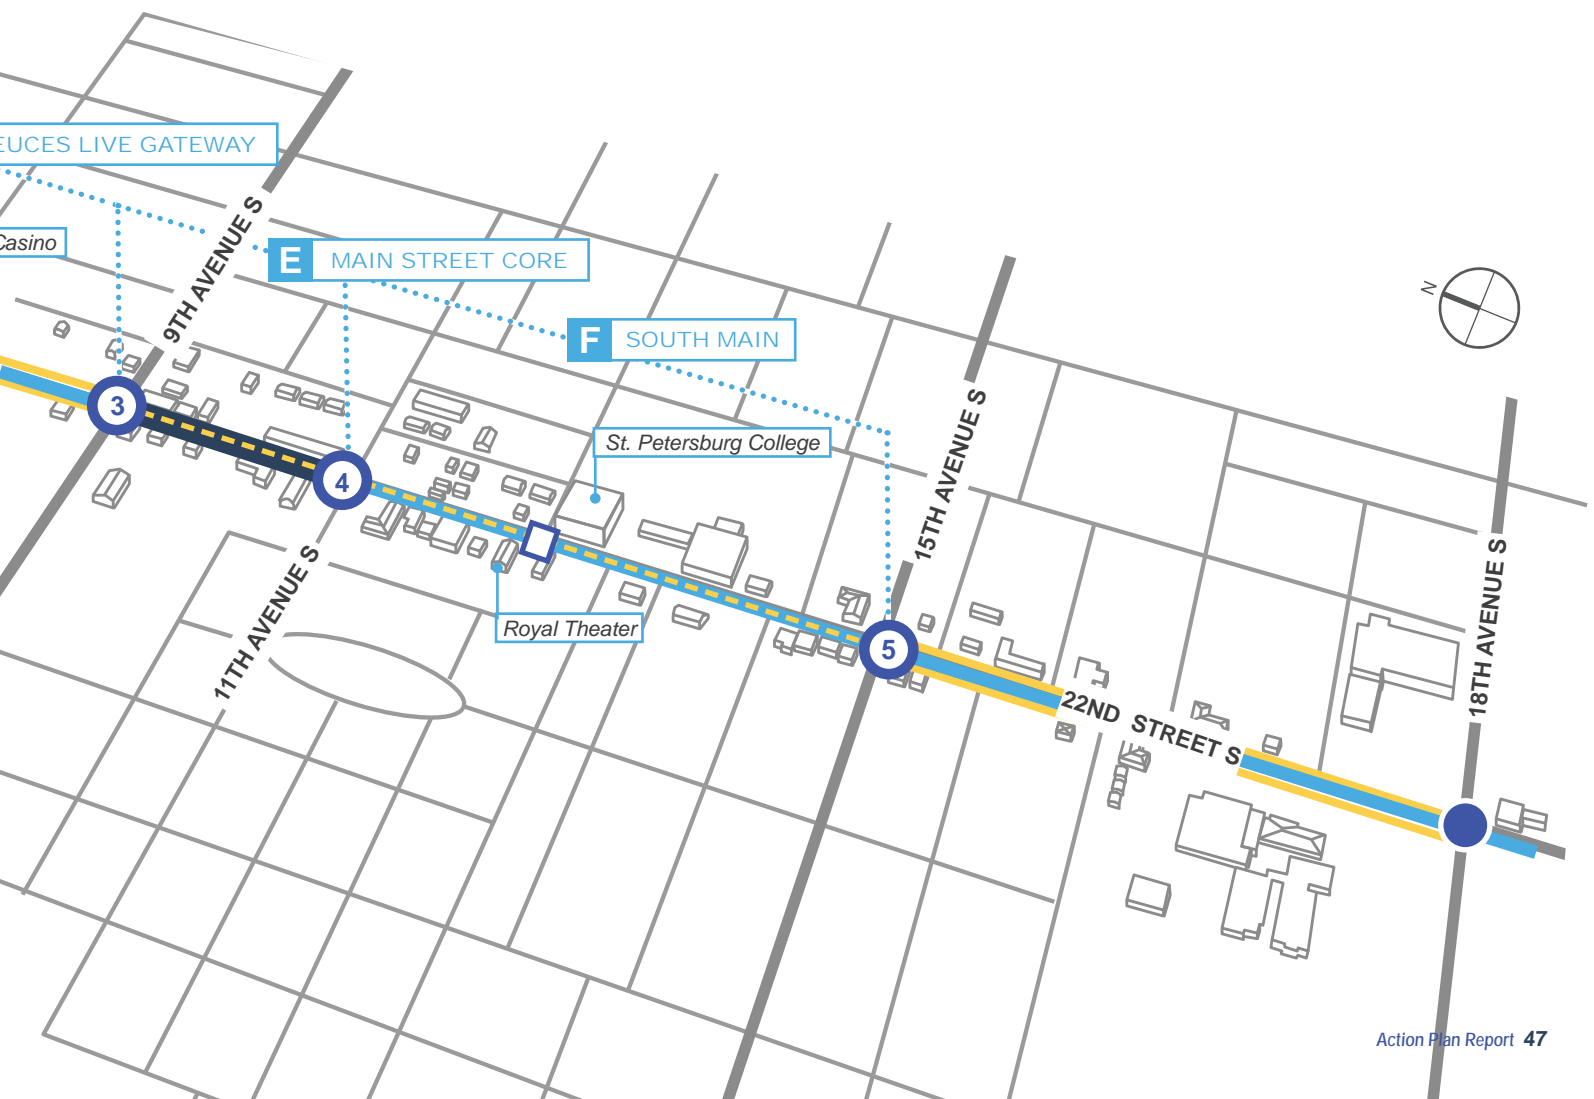 EUCES LIVE GATEWAY
Casino
9TH AVENUE S
E MAIN STREET CORE
F SOUTH MAIN
N
3
4
St. Petersburg College
15TH AVENUE S
11TH AVENUE S
Royal Theater
5
22ND STREET S
18TH AVENUE S
Action Plan Report 47